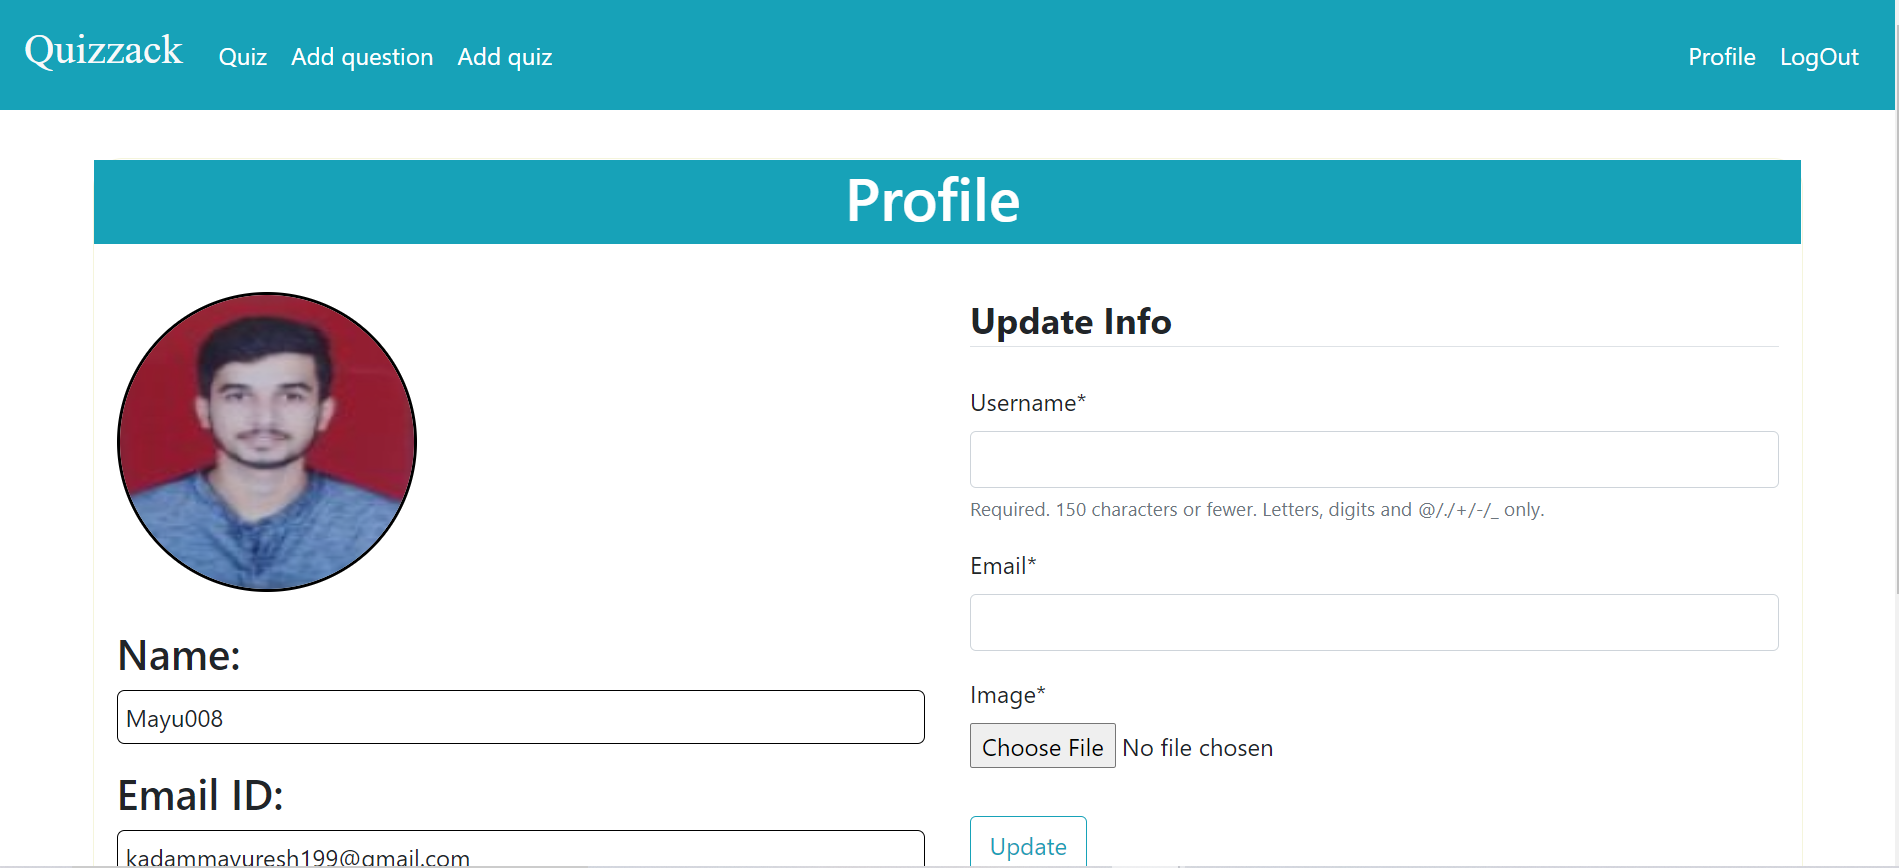 Quizzack Quiz Add question Add quiz Profile LogOut
Profile
Update Info
Username*
Required. 150 characters or fewer. Letters, digits and @/./+/-/_ only.
Email*
Image*
Choose File No file chosen
Update
Name:
Mayu008
Email ID:
kadammayuresh199@gmail.com